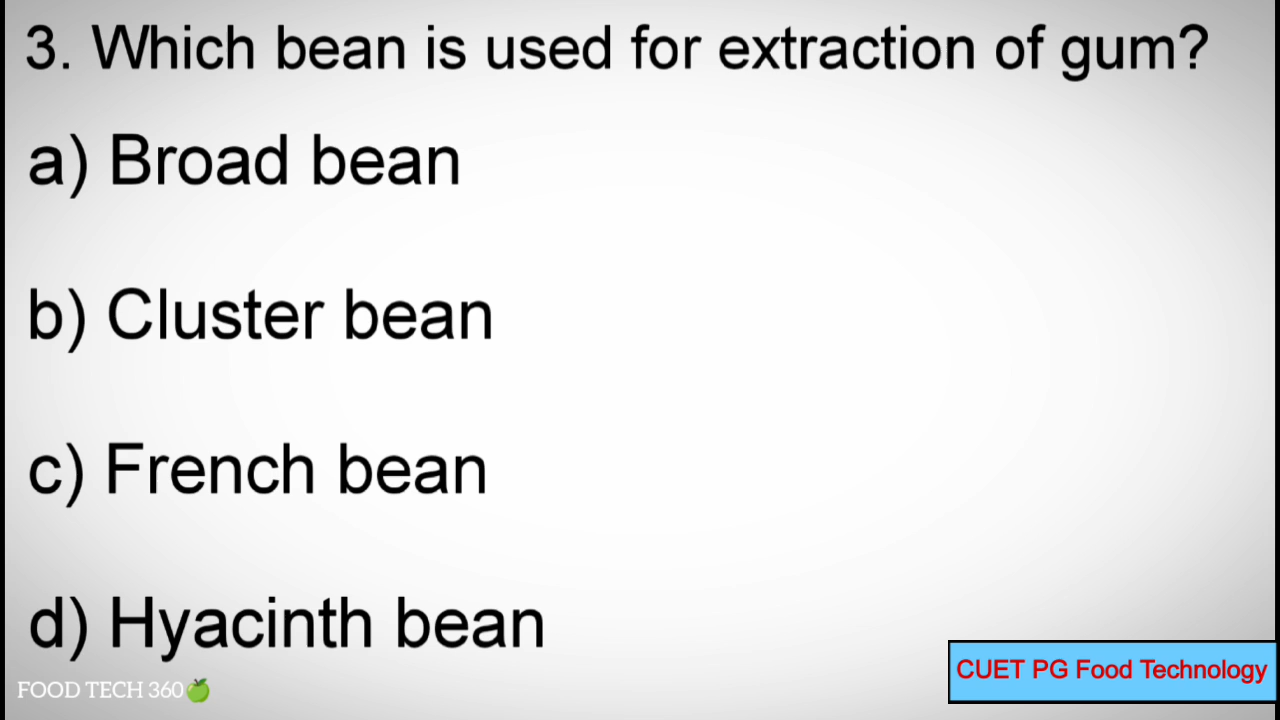 3. Which bean is used for extraction of gum?
a) Broad bean
b) Cluster bean
c) French bean
d) Hyacinth bean
FOOD TECH 360
CUET PG Food Technology